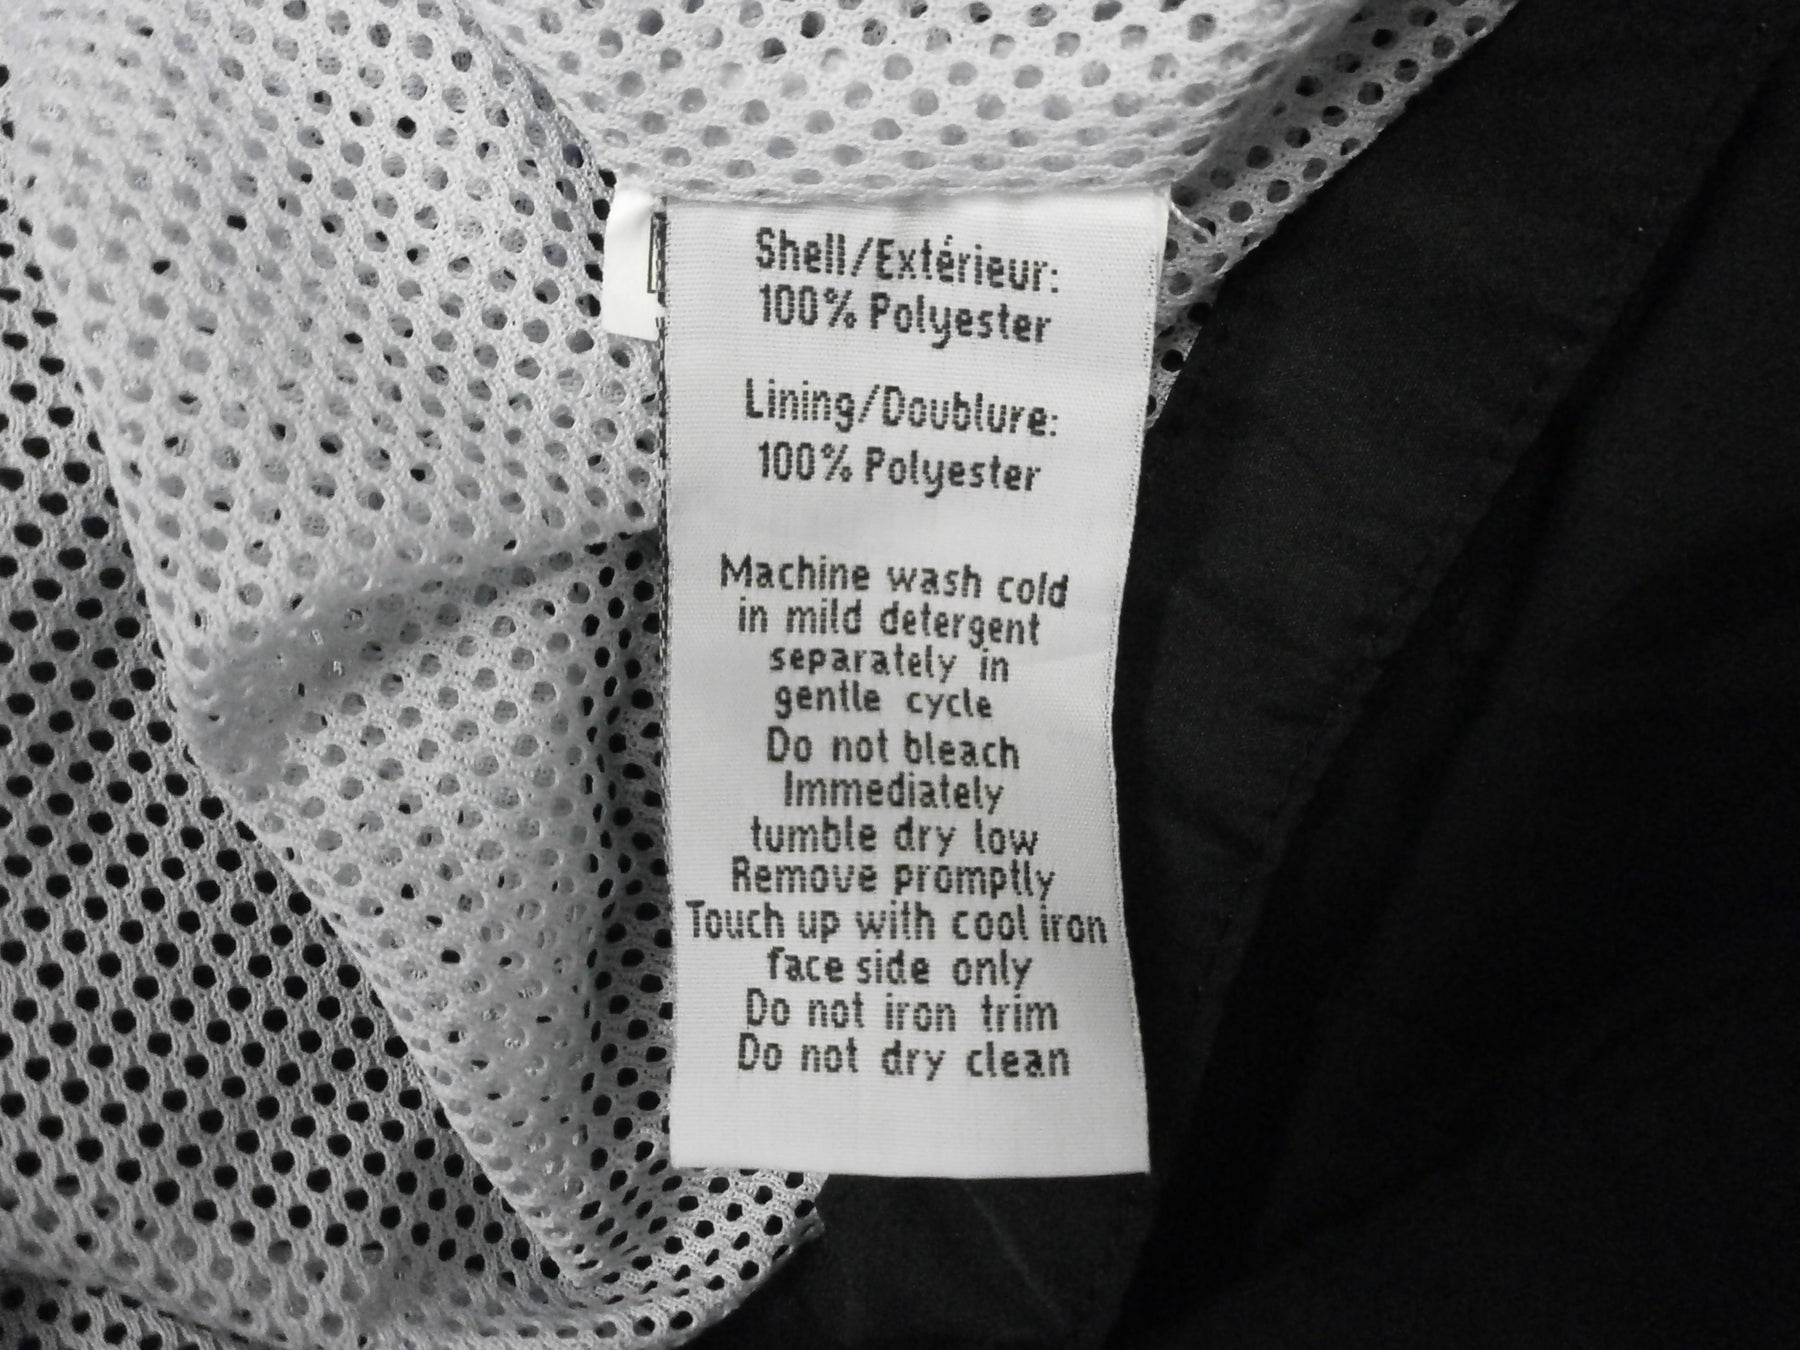 Shell/Extérieur:
100% Polyester
Lining/Doublure:
100% Polyester
Machine wash cold
in mild detergent
separately in
gentle cycle
Do not bleach
Immediately
tumble dry low
Remove promptly
Touch up with cool iron
face side only
Do not iron trim
Do not dry clean